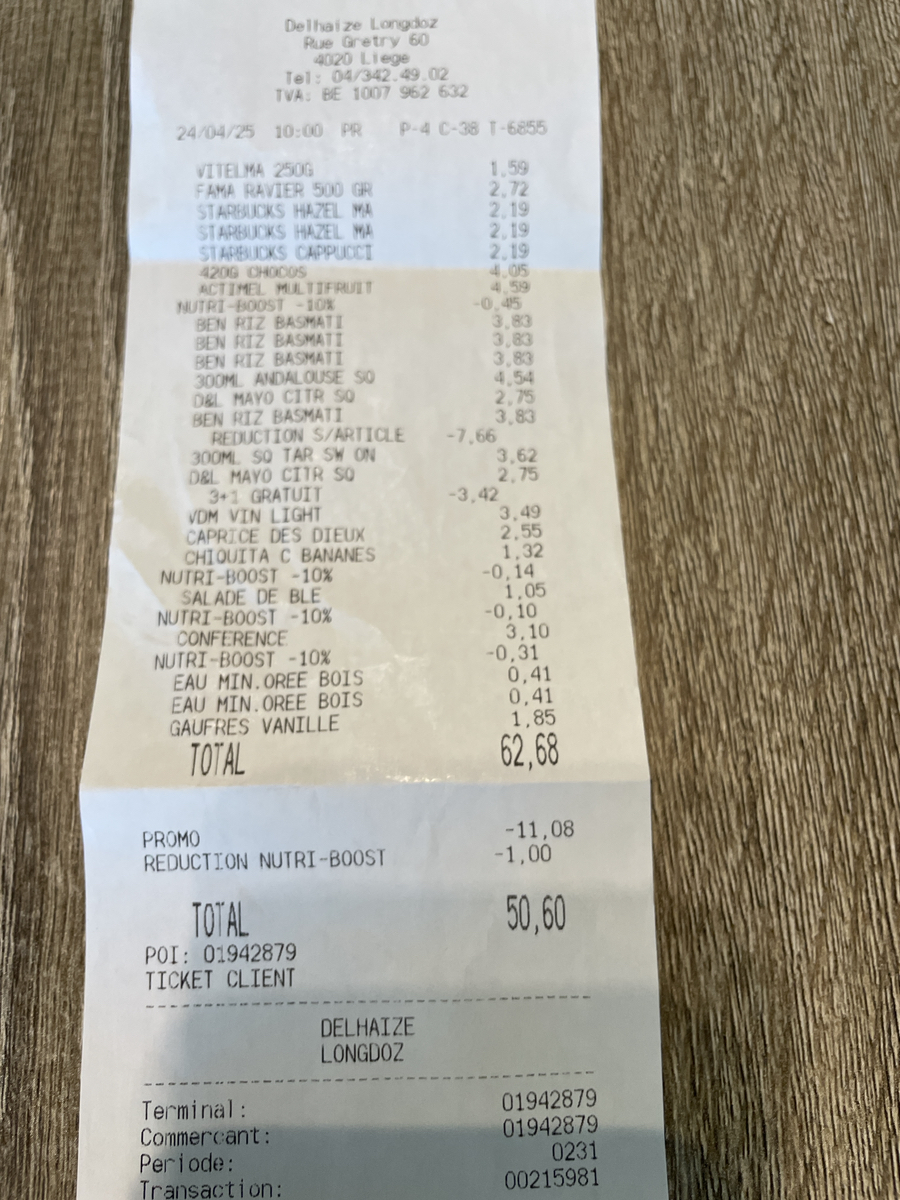 Delhaize Longdoz
Rue Gretry 60
4020 Liege
Tel: 04/342.49.02
TVA: BE 1007 962 632
24/04/25 10:00 PR P-4 C-38 T-6855
VITELMA 250G 1,59
FAMA RAVIER 500 GR 2,72
STARBUCKS HAZEL MA 2,19
STARBUCKS HAZEL MA 2,19
STARBUCKS CAPPUCCI 2,19
420G CHOCOS 4,05
ACTIMEL MULTIFRUIT 4,59
NUTRI-BOOST -10% -0,45
BEN RIZ BASMATI 3,83
BEN RIZ BASMATI 3,83
BEN RIZ BASMATI 3,83
300ML ANDALOUSE SQ 4,54
D&L MAYO CITR SQ 2,75
BEN RIZ BASMATI 3,83
REDUCTION S/ARTICLE -7,66
300ML SQ TAR SW ON 3,62
D&L MAYO CITR SQ 2,75
3+1 GRATUIT -3,42
VDM VIN LIGHT 3,49
CAPRICE DES DIEUX 2,55
CHIQUITA C BANANES 1,32
NUTRI-BOOST -10% -0,14
SALADE DE BLE 1,05
NUTRI-BOOST -10% -0,10
CONFERENCE 3,10
NUTRI-BOOST -10% -0,31
EAU MIN.OREE BOIS 0,41
EAU MIN.OREE BOIS 0,41
GAUFRES VANILLE 1,85
TOTAL 62,68
PROMO -11,08
REDUCTION NUTRI-BOOST -1,00
TOTAL 50,60
POI: 01942879
TICKET CLIENT
DELHAIZE
LONGDOZ
Terminal: 01942879
Commercant: 01942879
Periode: 0231
Transaction: 00215981